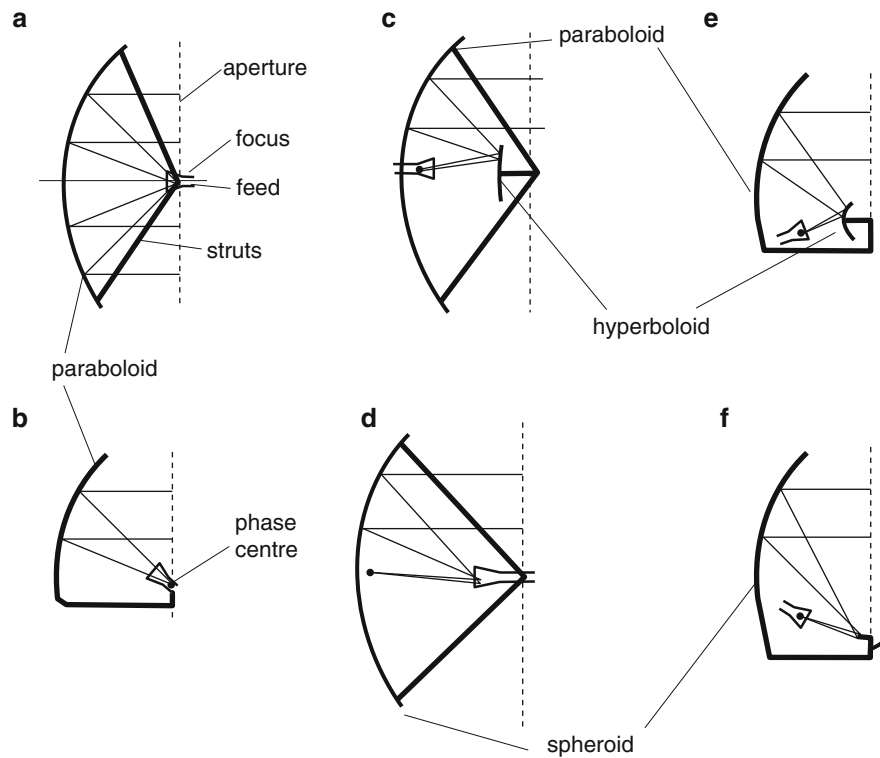 a
aperture
focus
feed
struts
paraboloid
b
phase
centre
c
paraboloid
hyperboloid
d
spheroid
e
f